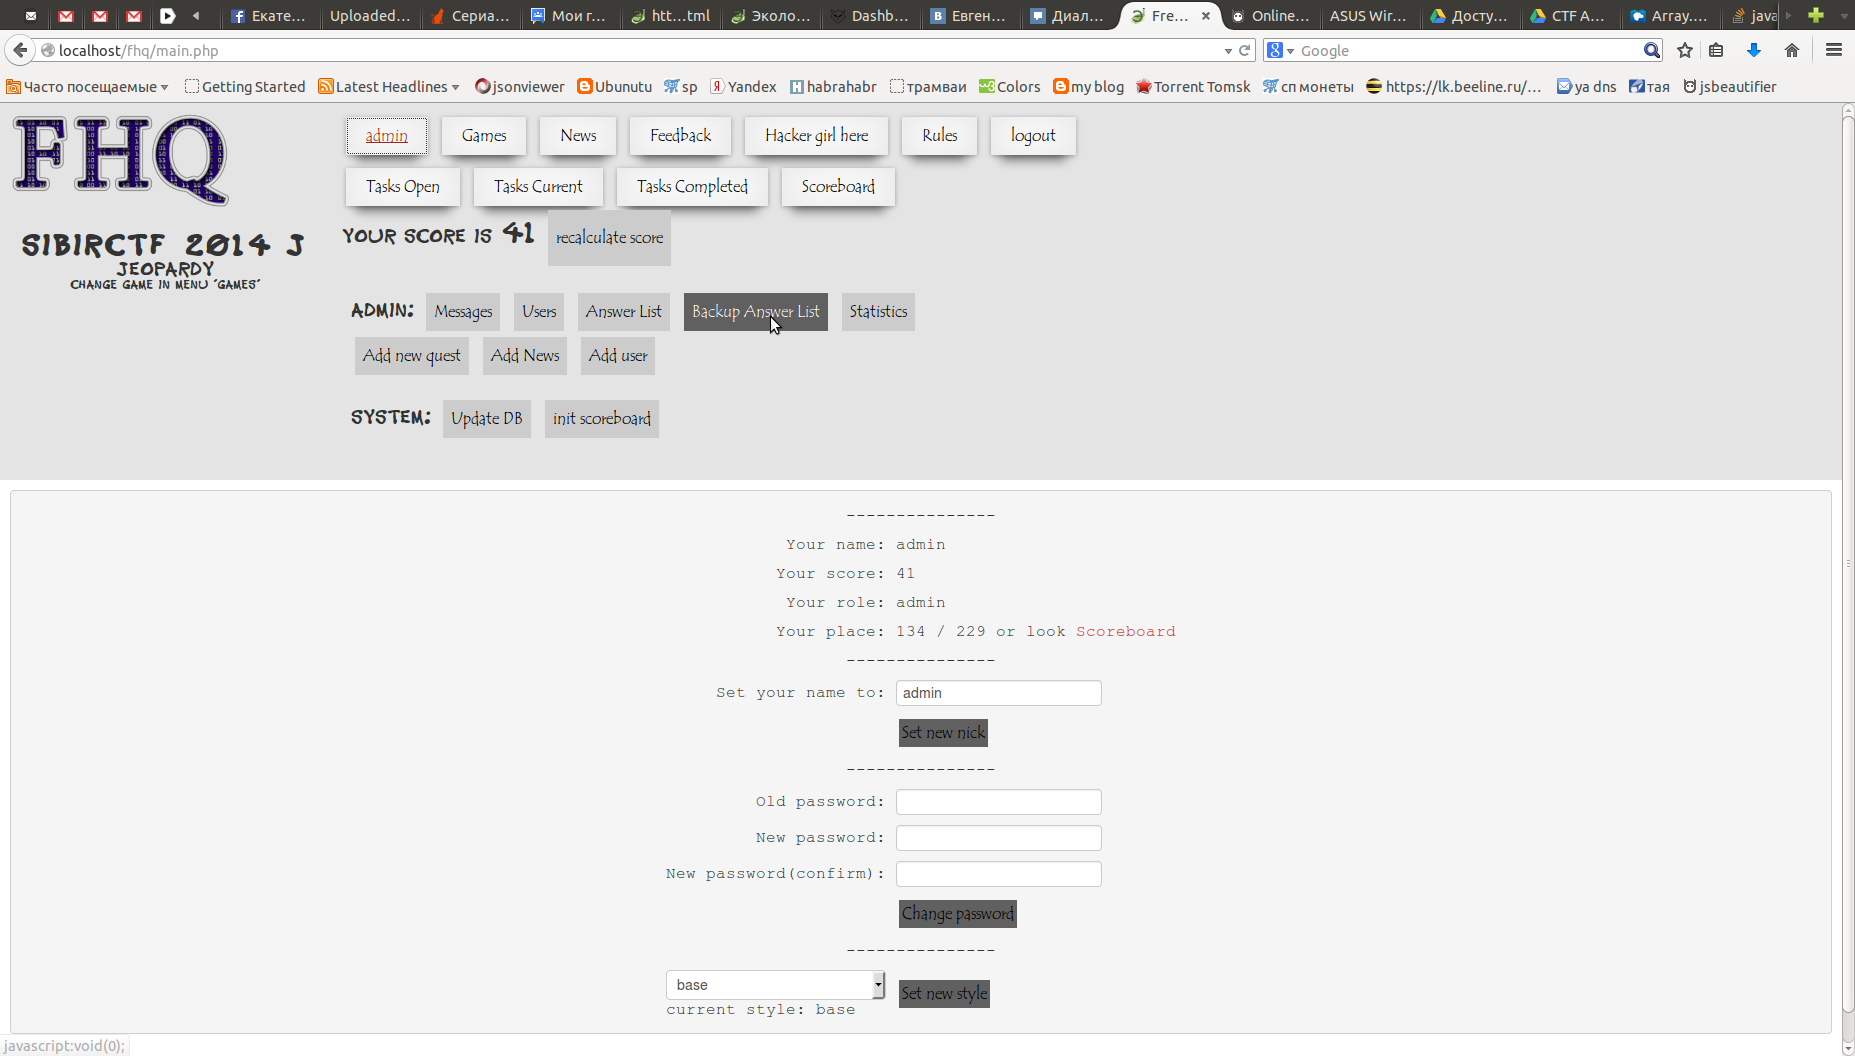 Екате... Uploaded... Сериа... Мои г... htt...tml Эколо... Dashb... Евген... Диал... Fre... Online... ASUS Wir... Досту... CTF A... Array.... java
localhost/fhq/main.php Google
Часто посещаемые Getting Started Latest Headlines jsonviewer Ubunutu sp Yandex habrahabr трамваи Colors my blog Torrent Tomsk сп монеты https://lk.beeline.ru/... ya dns тая jsbeautifier
FHQ
admin Games News Feedback Hacker girl here Rules logout
Tasks Open Tasks Current Tasks Completed Scoreboard
YOUR SCORE IS 41 recalculate score
SIBIRCTF 2014 J
JEOPARDY
CHANGE GAME IN MENU 'GAMES'
ADMIN: Messages Users Answer List Backup Answer List Statistics
Add new quest Add News Add user
SYSTEM: Update DB init scoreboard
---------------
Your name: admin
Your score: 41
Your role: admin
Your place: 134 / 229 or look Scoreboard
---------------
Set your name to: admin
Set new nick
---------------
Old password:
New password:
New password(confirm):
Change password
---------------
base Set new style
current style: base
javascript:void(0);